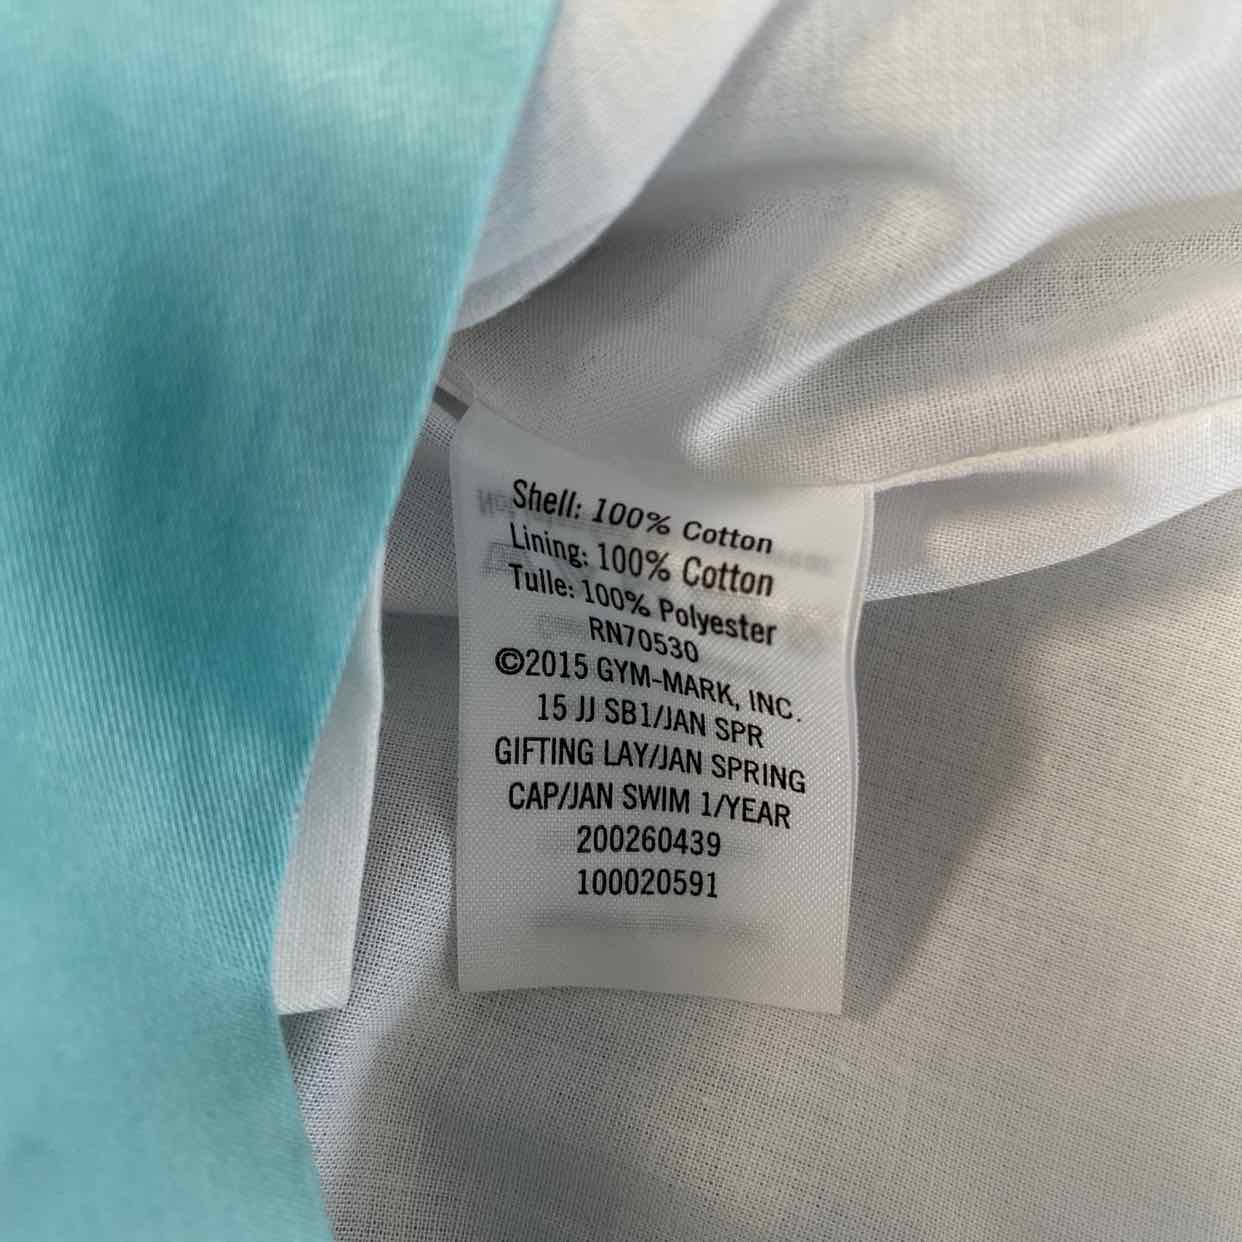 Shell: 100% Cotton
Lining: 100% Cotton
Tulle: 100% Polyester
RN70530
©2015 GYM-MARK, INC.
15 JJ SB1/JAN SPR
GIFTING LAY/JAN SPRING
CAP/JAN SWIM 1/YEAR
200260439
100020591